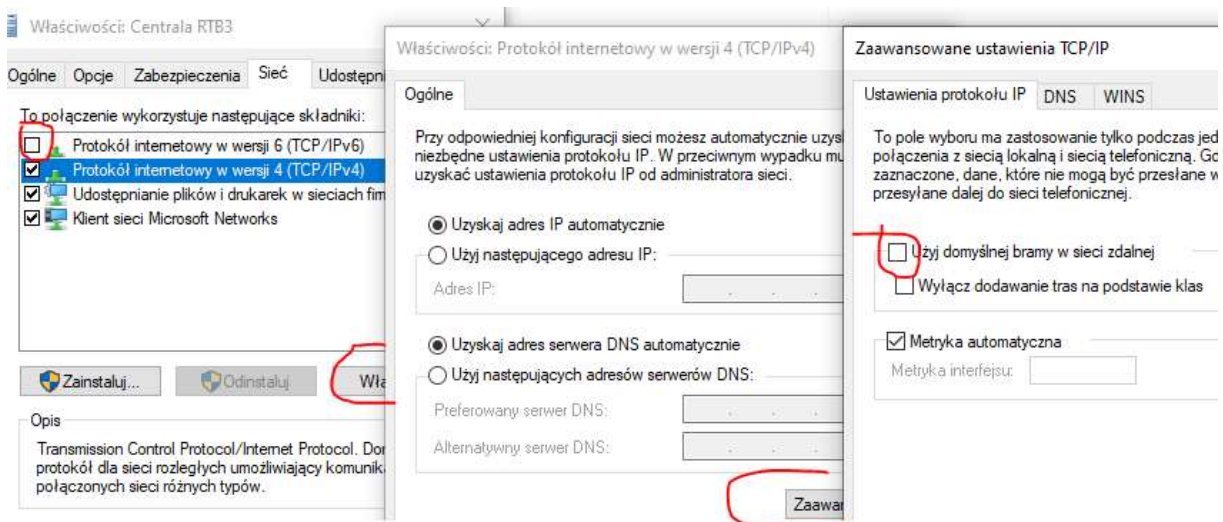 Właściwości: Centrala RTB3
Ogólne Opcje Zabezpieczenia Sieć Udostępni
To połączenie wykorzystuje następujące składniki:
Protokół internetowy w wersji 6 (TCP/IPv6)
Protokół internetowy w wersji 4 (TCP/IPv4)
Udostępnianie plików i drukarek w sieciach firm
Klient sieci Microsoft Networks
Zainstaluj... Odinstaluj Wła
Opis
Transmission Control Protocol/Internet Protocol. Dom
protokół dla sieci rozległych umożliwiający komunika
połączonych sieci różnych typów.
Właściwości: Protokół internetowy w wersji 4 (TCP/IPv4)
Ogólne
Przy odpowiedniej konfiguracji sieci możesz automatycznie uzysk
niezbędne ustawienia protokołu IP. W przeciwnym wypadku mu
uzyskać ustawienia protokołu IP od administratora sieci.
Uzyskaj adres IP automatycznie
Użyj następującego adresu IP:
Adres IP:
Uzyskaj adres serwera DNS automatycznie
Użyj następujących adresów serwerów DNS:
Preferowany serwer DNS:
Alternatywny serwer DNS:
Zaawan
Zaawansowane ustawienia TCP/IP
Ustawienia protokołu IP DNS WINS
To pole wyboru ma zastosowanie tylko podczas jed
połączenia z siecią lokalną i siecią telefoniczną. Gd
zaznaczone, dane, które nie mogą być przesłane w
przesyłane dalej do sieci telefonicznej.
Użyj domyślnej bramy w sieci zdalnej
Wyłącz dodawanie tras na podstawie klas
Metryka automatyczna
Metryka interfejsu: